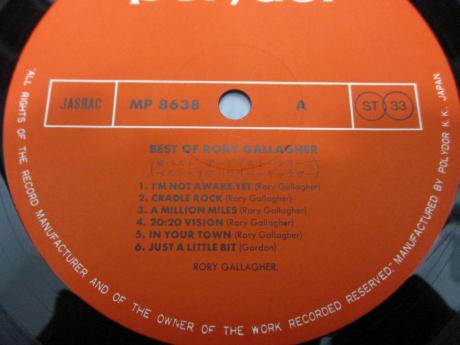 polydor
JASRAC MP 8638 A ST 33
BEST OF RORY GALLAGHER
1. I'M NOT AWAKE YET (Rory Gallagher)
2. CRADLE ROCK (Rory Gallagher)
3. A MILLION MILES (Rory Gallagher)
4. 20:20 VISION (Rory Gallagher)
5. IN YOUR TOWN (Rory Gallagher)
6. JUST A LITTLE BIT (Gordon)
RORY GALLAGHER.
"ALL RIGHTS OF THE RECORD MANUFACTURER AND OF THE OWNER OF THE WORK RECORDED RESERVED." MANUFACTURED BY POLYDOR K.K. JAPAN.